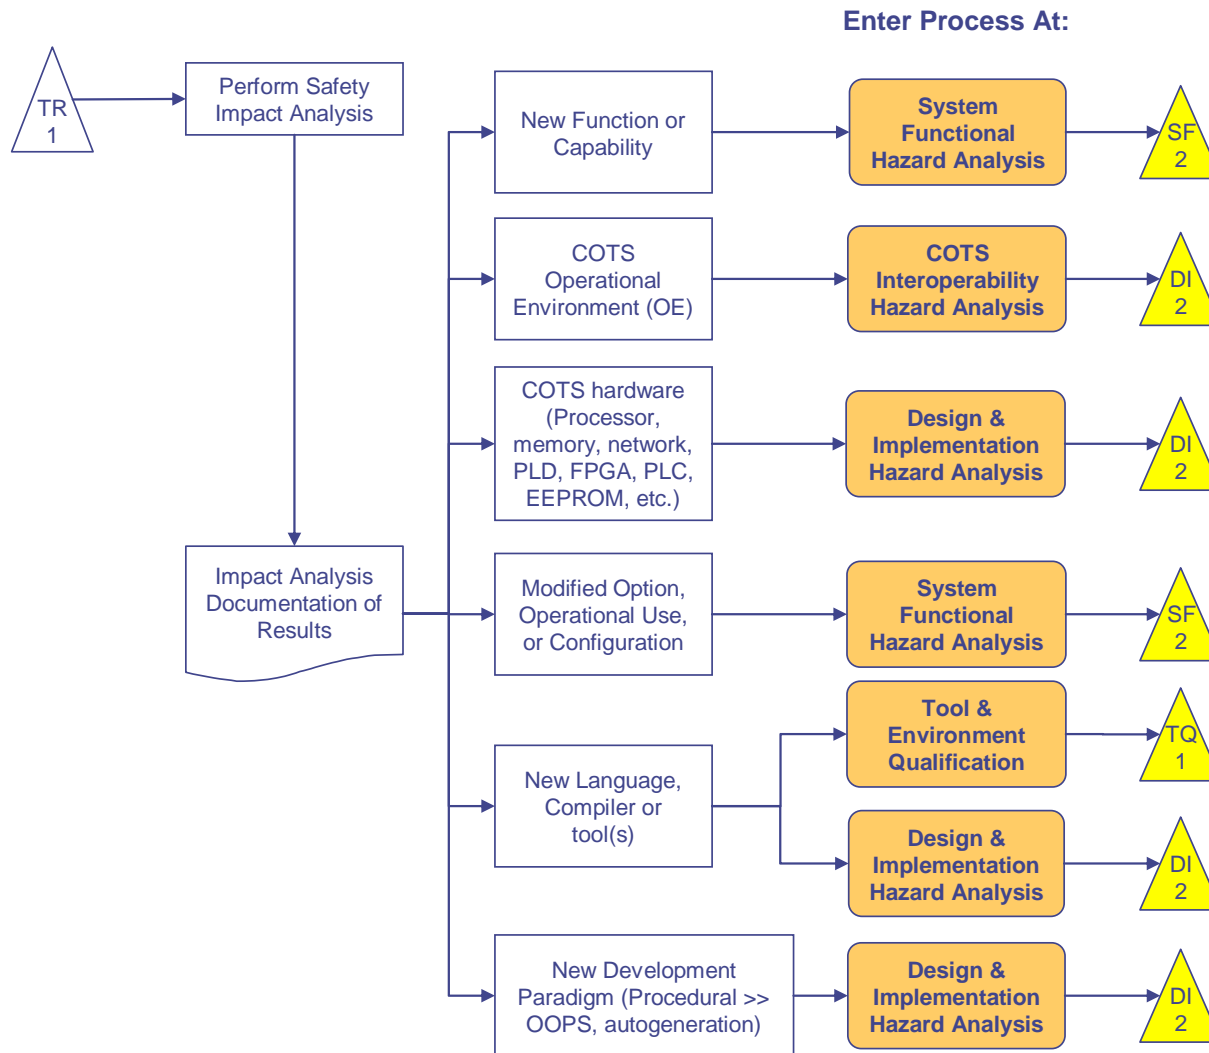 Enter Process At:
TR
1
Perform Safety
Impact Analysis
New Function or
Capability
System
Functional
Hazard Analysis
SF
2
COTS
Operational
Environment (OE)
COTS
Interoperability
Hazard Analysis
DI
2
COTS hardware
(Processor,
memory, network,
PLD, FPGA, PLC,
EEPROM, etc.)
Design &
Implementation
Hazard Analysis
DI
2
Impact Analysis
Documentation of
Results
Modified Option,
Operational Use,
or Configuration
System
Functional
Hazard Analysis
SF
2
New Language,
Compiler or
tool(s)
Tool &
Environment
Qualification
TQ
1
Design &
Implementation
Hazard Analysis
DI
2
New Development
Paradigm (Procedural >>
OOPS, autogeneration)
Design &
Implementation
Hazard Analysis
DI
2